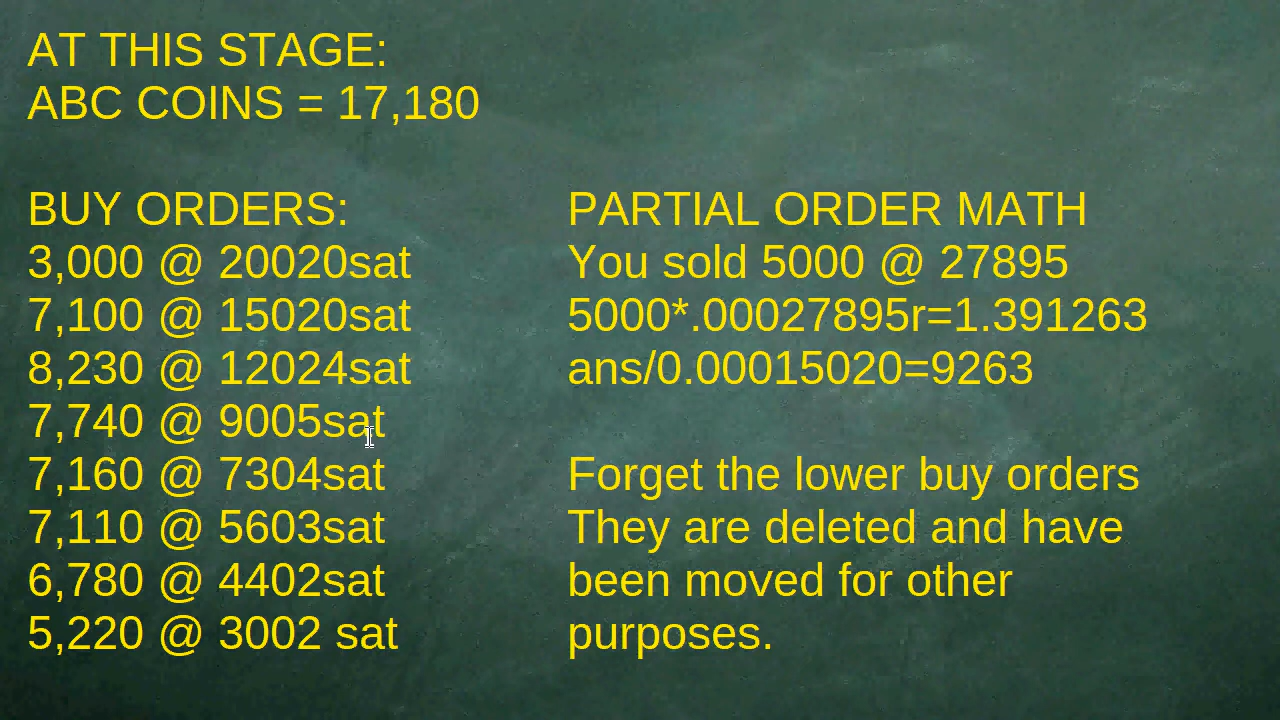 AT THIS STAGE:
ABC COINS = 17,180
BUY ORDERS:
3,000 @ 20020sat
7,100 @ 15020sat
8,230 @ 12024sat
7,740 @ 9005sat
7,160 @ 7304sat
7,110 @ 5603sat
6,780 @ 4402sat
5,220 @ 3002 sat
PARTIAL ORDER MATH
You sold 5000 @ 27895
5000*.00027895r=1.391263
ans/0.00015020=9263
Forget the lower buy orders
They are deleted and have
been moved for other
purposes.